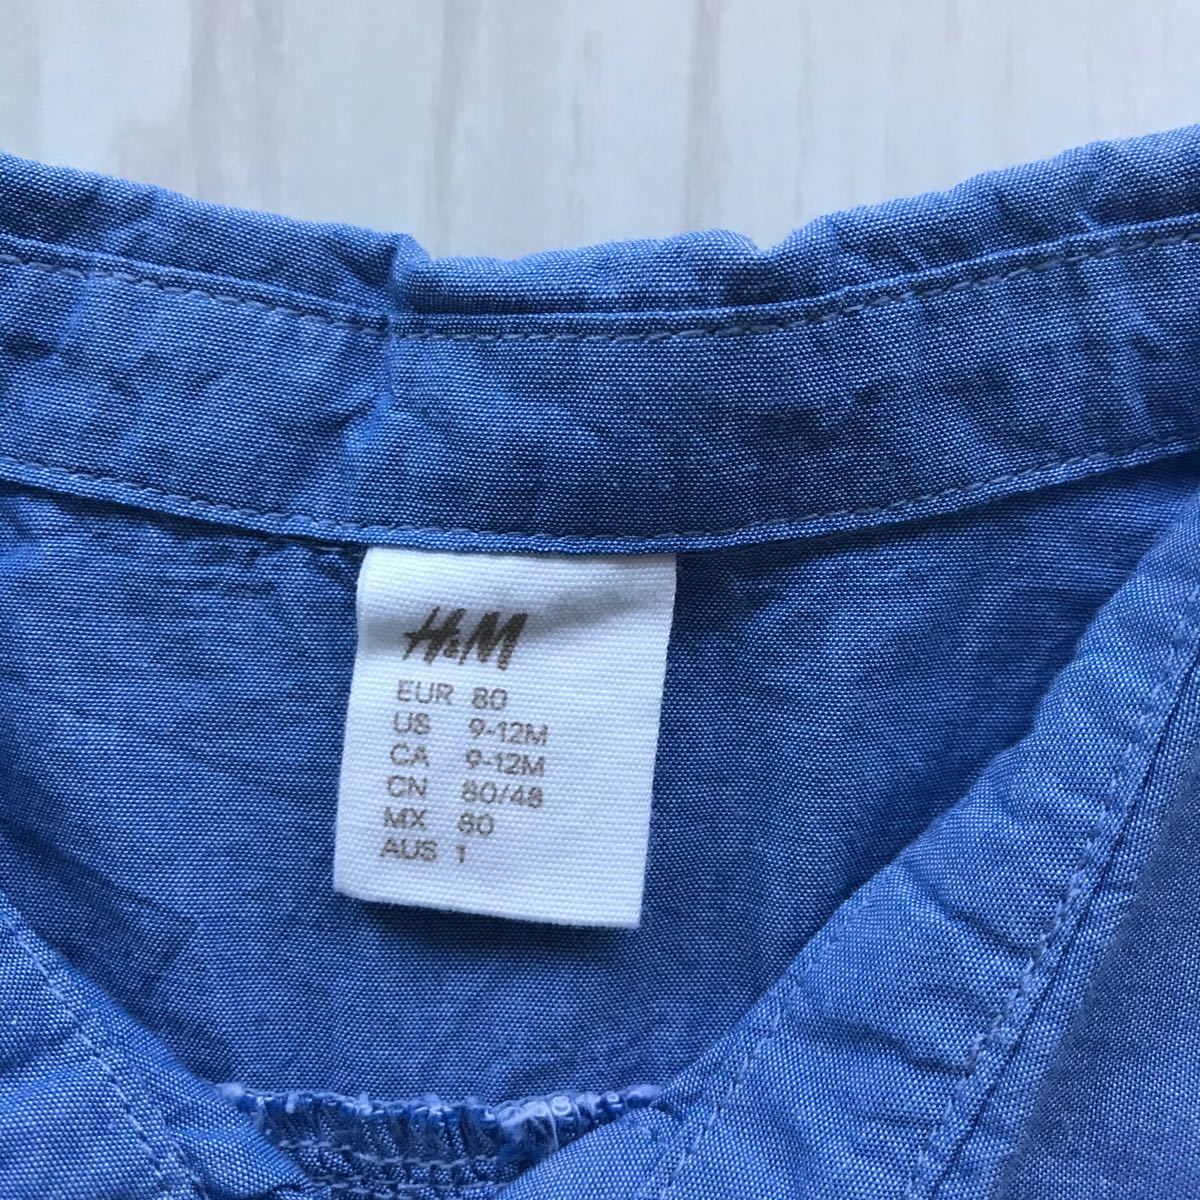 H&M
EUR 80
US 9-12M
CA 9-12M
CN 80/48
MX 80
AUS 1